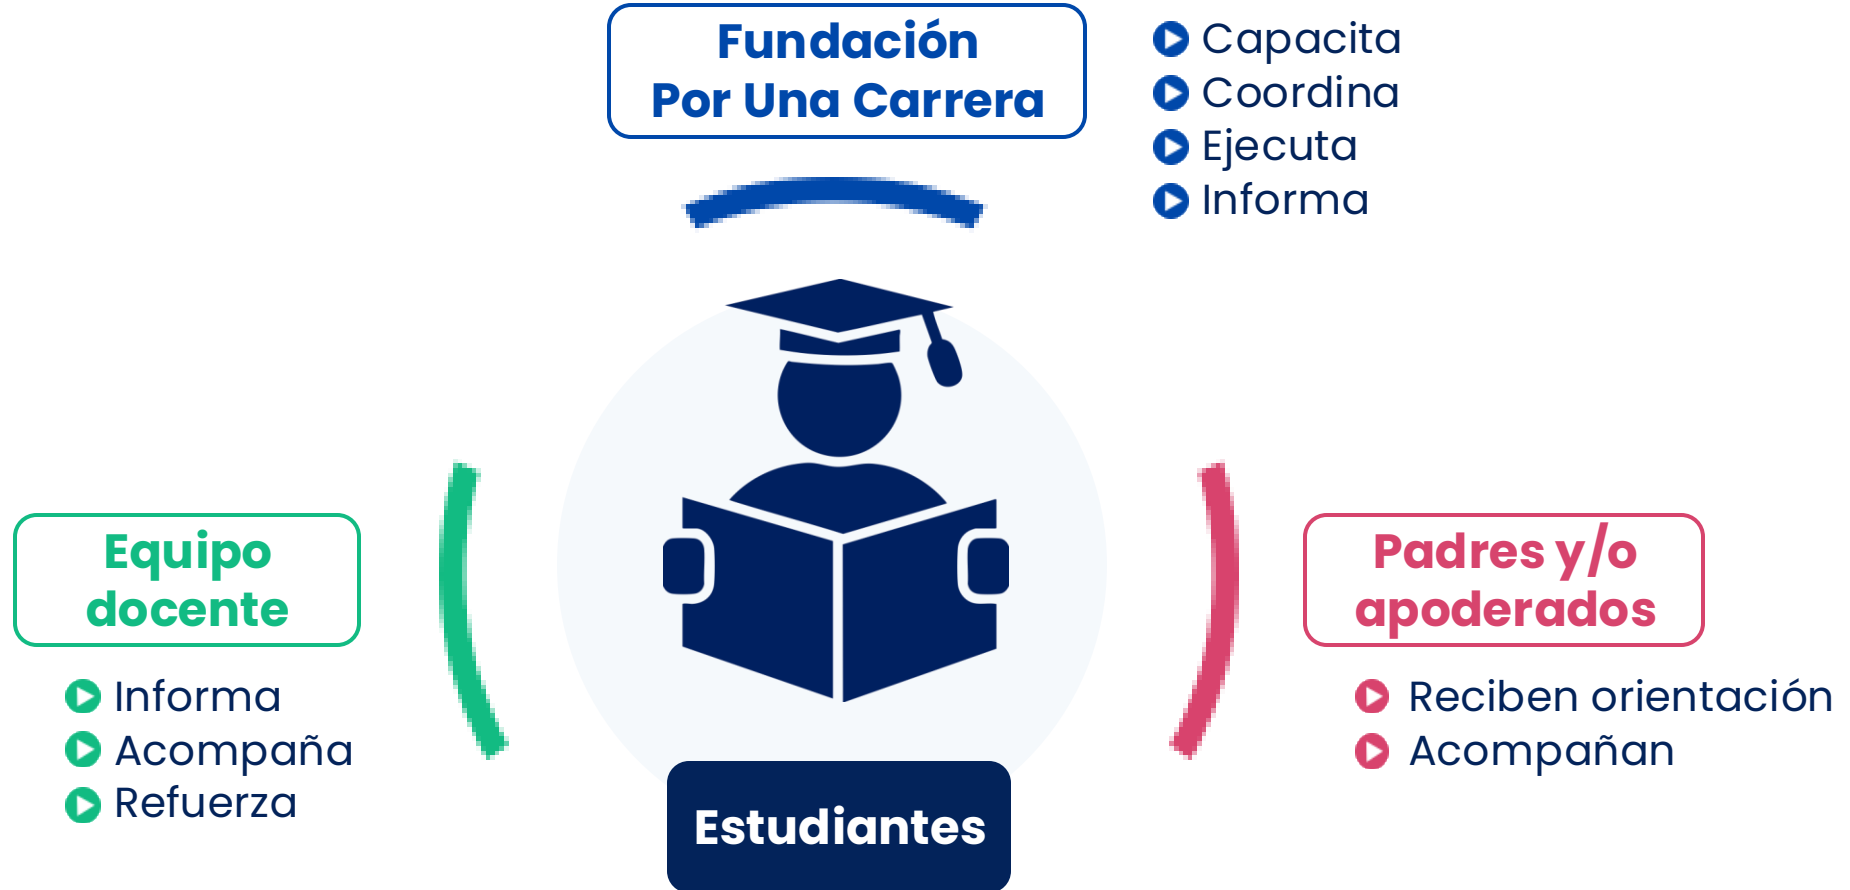 Fundación
Por Una Carrera
Capacita
Coordina
Ejecuta
Informa
Equipo
docente
Informa
Acompaña
Refuerza
Padres y/o
apoderados
Reciben orientación
Acompañan
Estudiantes